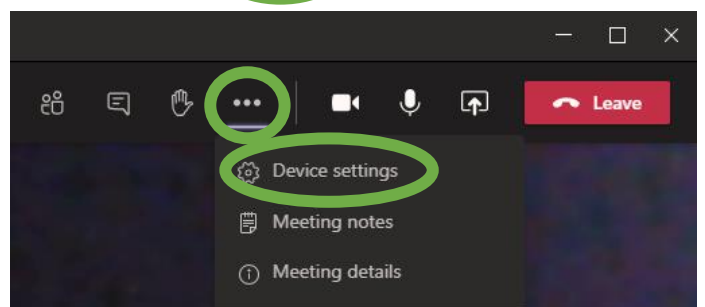 Leave
Device settings
Meeting notes
Meeting details